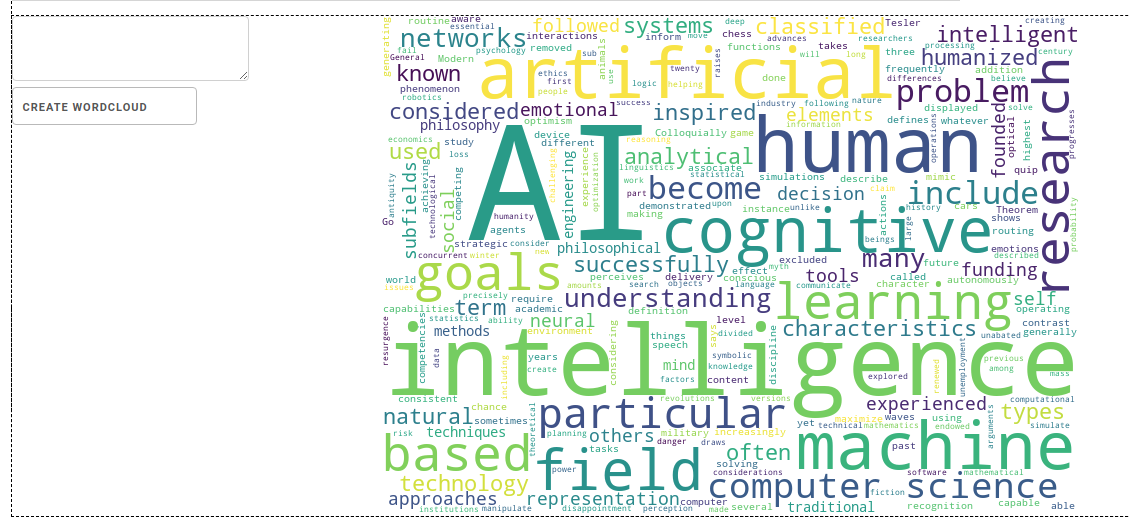 CREATE WORDCLOUD
generating
routine
aware
essential
followed
systems
deep
classified
Tesler
creating
networks
interactions
inform
move
chess
advances
researchers
intelligent
fail
psychology
removed
sub
animals
functions
takes
three
processing
century
General
Modern
artificial
raises
will
long
humanized
known
ethics
use
twenty
frequently
addition
phenomenon
first
logic
helping
done
differences
believe
robotics
people
problem
research
considered
emotional
success
inspired
industry
following
nature
displayed
solve
optimism
elements
defines
whatever
founded
optical
highest
progresses
philosophy
device
Colloquially
game
information
human
operations
economics
study
different
reasoning
used
loss
AI
analytical
challenging
engineering
experience
optimization
linguistics
associate
statistical
quip
subfields
achieving
technological
competing
work
simulations
describe
mimic
antiquity
part
become
decision
claim
include
social
demonstrated
upon
instance
unlike
actions
history
cars
Theorem
Go
humanity
making
cognitive
large
shows
probability
agents
routing
strategic
consider
philosophical
beings
emotions
concurrent
winter
new
excluded
many
future
described
goals
successfully
effect
myth
funding
world
perceives
delivery
conscious
tools
called
autonomously
issues
amounts
search
objects
language
communicate
character
precisely
require
understanding
learning
self
capabilities
term
academic
definition
operating
statistics
ability
neural
level
characteristics
contrast
resurgence
competencies
methods
environment
considering
things
says
divided
discipline
unabated
generally
data
years
speech
symbolic
unemployment
previous
intelligence
including
create
mind
knowledge
among
factors
content
explored
renewed
mass
consistent
revolutions
versions
computational
natural
chance
particular
experienced
types
sometimes
theoretical
maximize
waves
using
arguments
risk
techniques
planning
others
military
increasingly
yet
technical
mathematics
endowed
simulate
danger
draws
past
machine
based
tasks
often
power
field
solving
technology
considerations
software
mathematical
approaches
representation
computer
computer
fiction
science
institutions
manipulate
disappointment
perception
made
several
traditional
recognition
capable
able